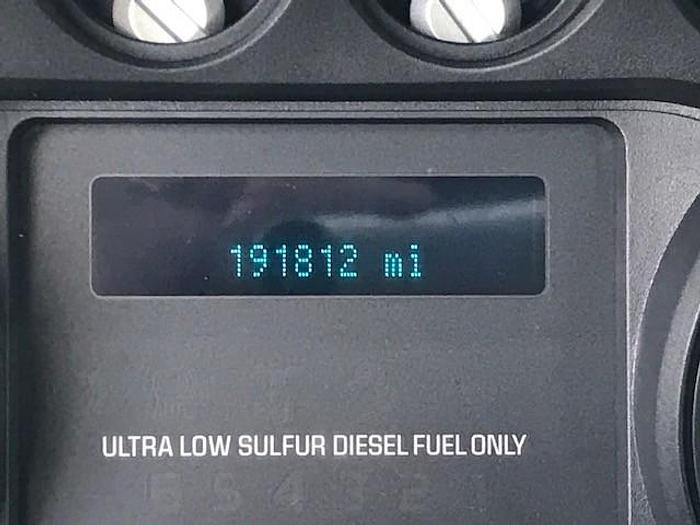 191812 mi
ULTRA LOW SULFUR DIESEL FUEL ONLY